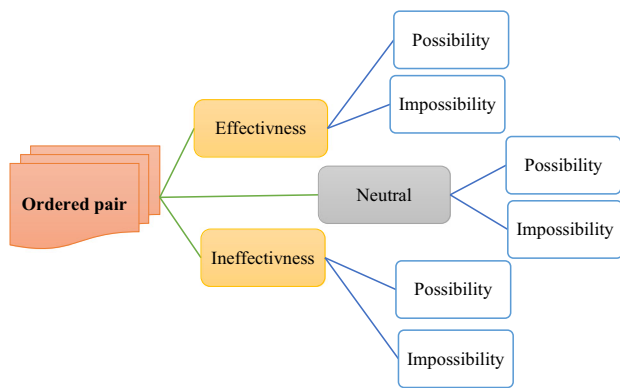 Possibility
Impossibility
Effectivness
Ordered pair
Neutral
Possibility
Impossibility
Ineffectivness
Possibility
Impossibility